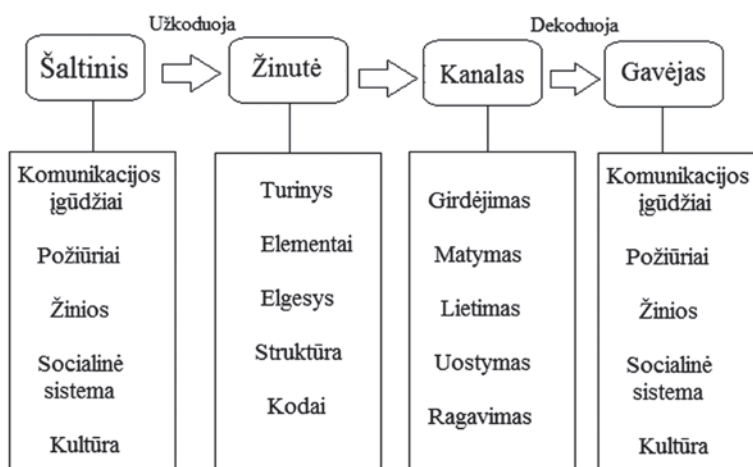 Užkoduoja
Dekoduoja
Šaltinis
Žinutė
Kanalas
Gavėjas
Komunikacijos
įgūdžiai
Požiūriai
Žinios
Socialinė
sistema
Kultūra
Turinys
Elementai
Elgesys
Struktūra
Kodai
Girdėjimas
Matymas
Lietimas
Uostymas
Ragavimas
Komunikacijos
įgūdžiai
Požiūriai
Žinios
Socialinė
sistema
Kultūra